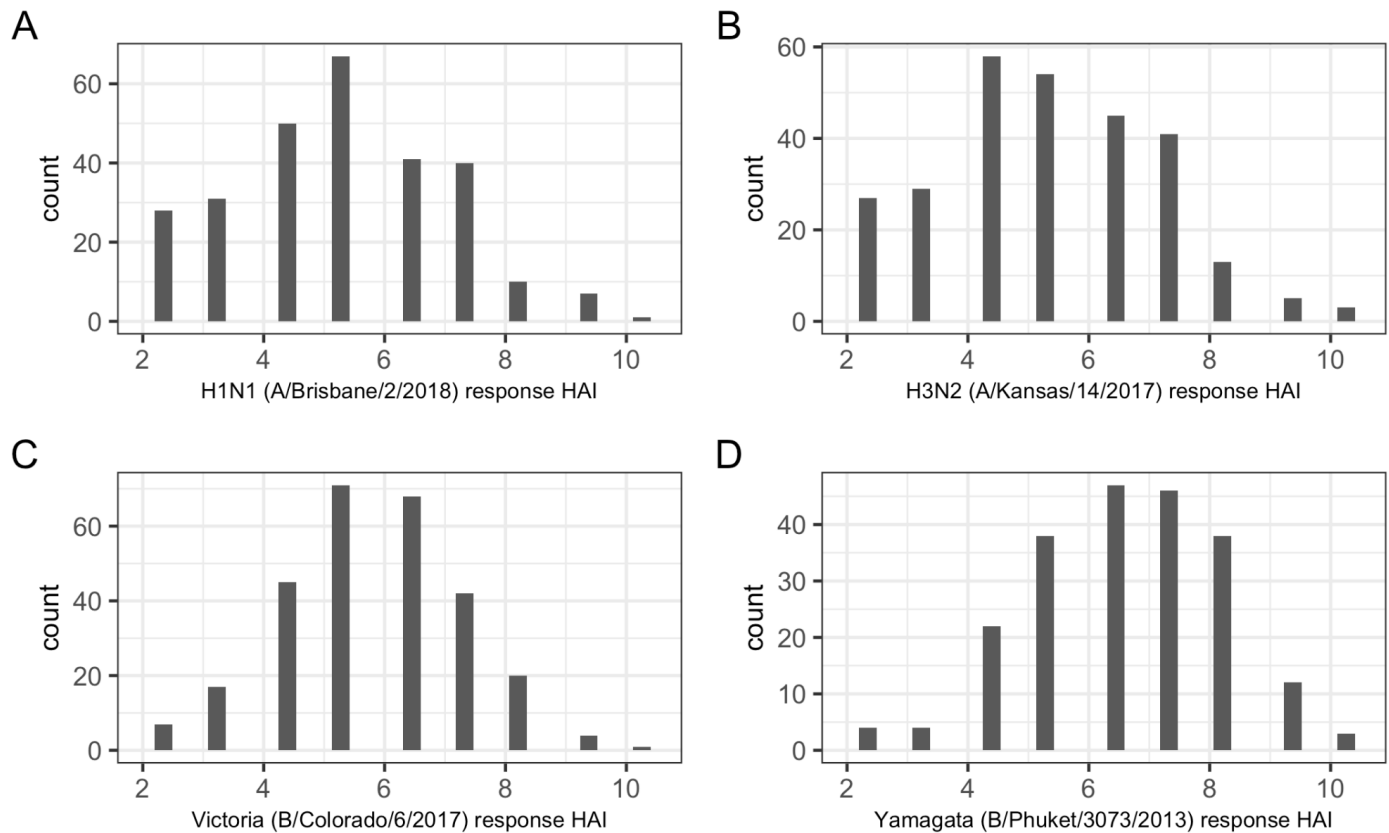 A
60
40
20
0
count
2 4 6 8 10
H1N1 (A/Brisbane/2/2018) response HAI
B
60
40
20
0
count
2 4 6 8 10
H3N2 (A/Kansas/14/2017) response HAI
C
60
40
20
0
count
2 4 6 8 10
Victoria (B/Colorado/6/2017) response HAI
D
40
30
20
10
0
count
2 4 6 8 10
Yamagata (B/Phuket/3073/2013) response HAI